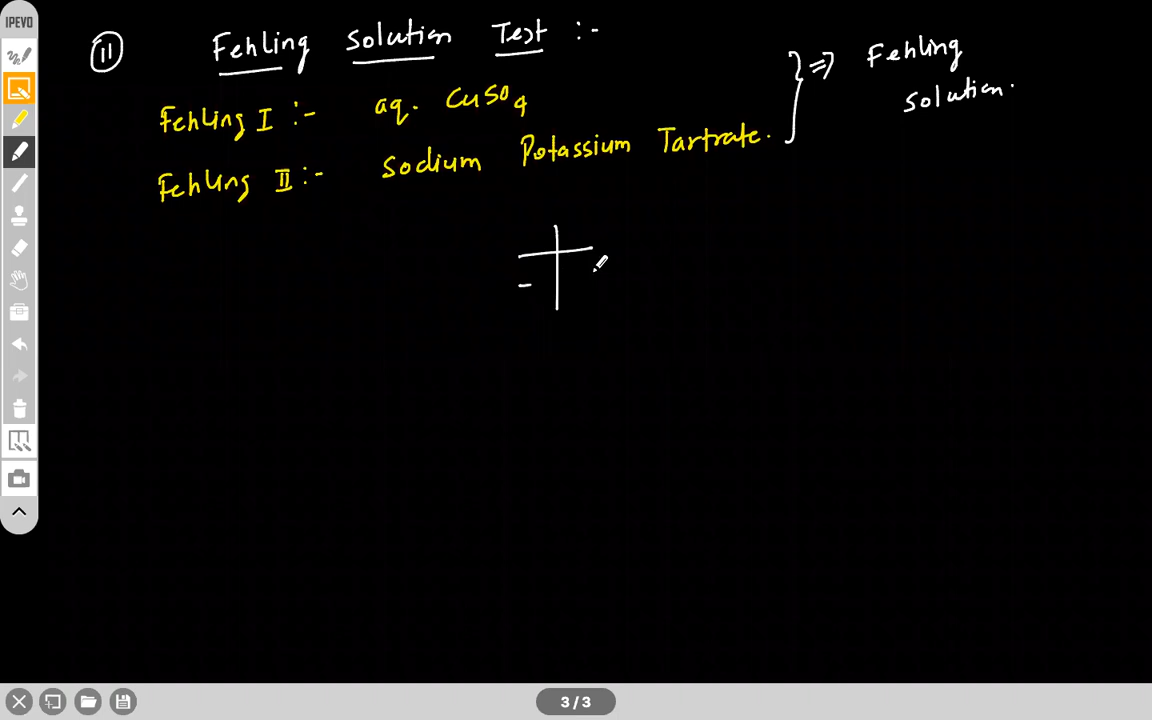 IPEVO
11 Fehling solution Test :-
Fehling I :- aq. CuSO4
Fehling II :- Sodium Potassium Tartrate.
} => Fehling
solution.
3 / 3